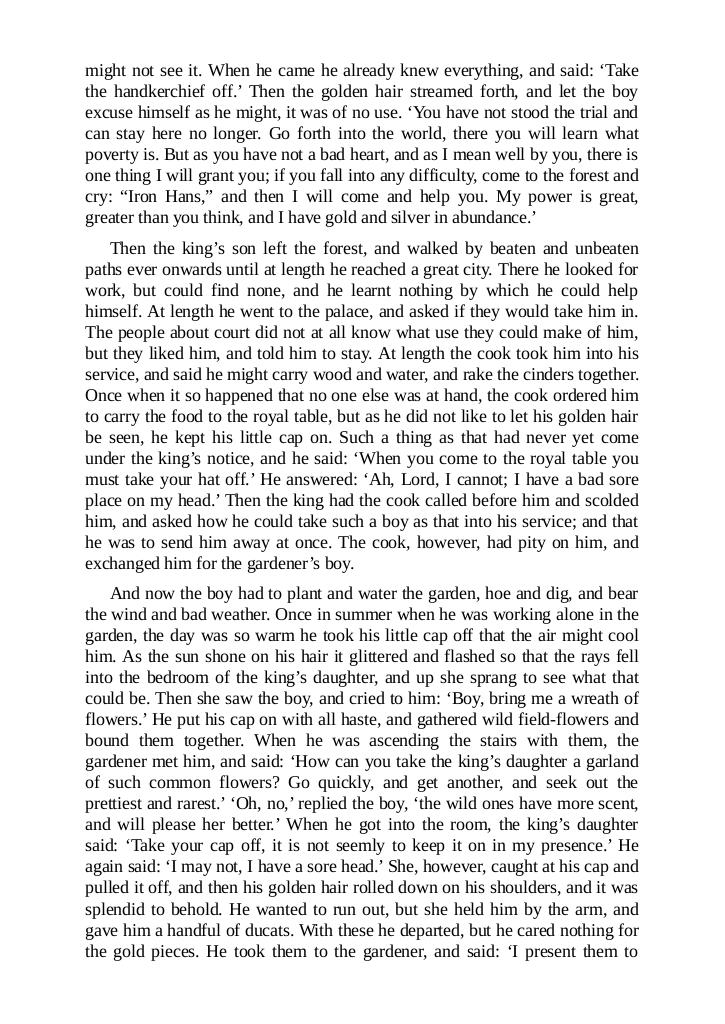 might not see it. When he came he already knew everything, and said: ‘Take
the handkerchief off.’ Then the golden hair streamed forth, and let the boy
excuse himself as he might, it was of no use. ‘You have not stood the trial and
can stay here no longer. Go forth into the world, there you will learn what
poverty is. But as you have not a bad heart, and as I mean well by you, there is
one thing I will grant you; if you fall into any difficulty, come to the forest and
cry: “Iron Hans,” and then I will come and help you. My power is great,
greater than you think, and I have gold and silver in abundance.’
Then the king’s son left the forest, and walked by beaten and unbeaten
paths ever onwards until at length he reached a great city. There he looked for
work, but could find none, and he learnt nothing by which he could help
himself. At length he went to the palace, and asked if they would take him in.
The people about court did not at all know what use they could make of him,
but they liked him, and told him to stay. At length the cook took him into his
service, and said he might carry wood and water, and rake the cinders together.
Once when it so happened that no one else was at hand, the cook ordered him
to carry the food to the royal table, but as he did not like to let his golden hair
be seen, he kept his little cap on. Such a thing as that had never yet come
under the king’s notice, and he said: ‘When you come to the royal table you
must take your hat off.’ He answered: ‘Ah, Lord, I cannot; I have a bad sore
place on my head.’ Then the king had the cook called before him and scolded
him, and asked how he could take such a boy as that into his service; and that
he was to send him away at once. The cook, however, had pity on him, and
exchanged him for the gardener’s boy.
And now the boy had to plant and water the garden, hoe and dig, and bear
the wind and bad weather. Once in summer when he was working alone in the
garden, the day was so warm he took his little cap off that the air might cool
him. As the sun shone on his hair it glittered and flashed so that the rays fell
into the bedroom of the king’s daughter, and up she sprang to see what that
could be. Then she saw the boy, and cried to him: ‘Boy, bring me a wreath of
flowers.’ He put his cap on with all haste, and gathered wild field-flowers and
bound them together. When he was ascending the stairs with them, the
gardener met him, and said: ‘How can you take the king’s daughter a garland
of such common flowers? Go quickly, and get another, and seek out the
prettiest and rarest.’ ‘Oh, no,’ replied the boy, ‘the wild ones have more scent,
and will please her better.’ When he got into the room, the king’s daughter
said: ‘Take your cap off, it is not seemly to keep it on in my presence.’ He
again said: ‘I may not, I have a sore head.’ She, however, caught at his cap and
pulled it off, and then his golden hair rolled down on his shoulders, and it was
splendid to behold. He wanted to run out, but she held him by the arm, and
gave him a handful of ducats. With these he departed, but he cared nothing for
the gold pieces. He took them to the gardener, and said: ‘I present them to